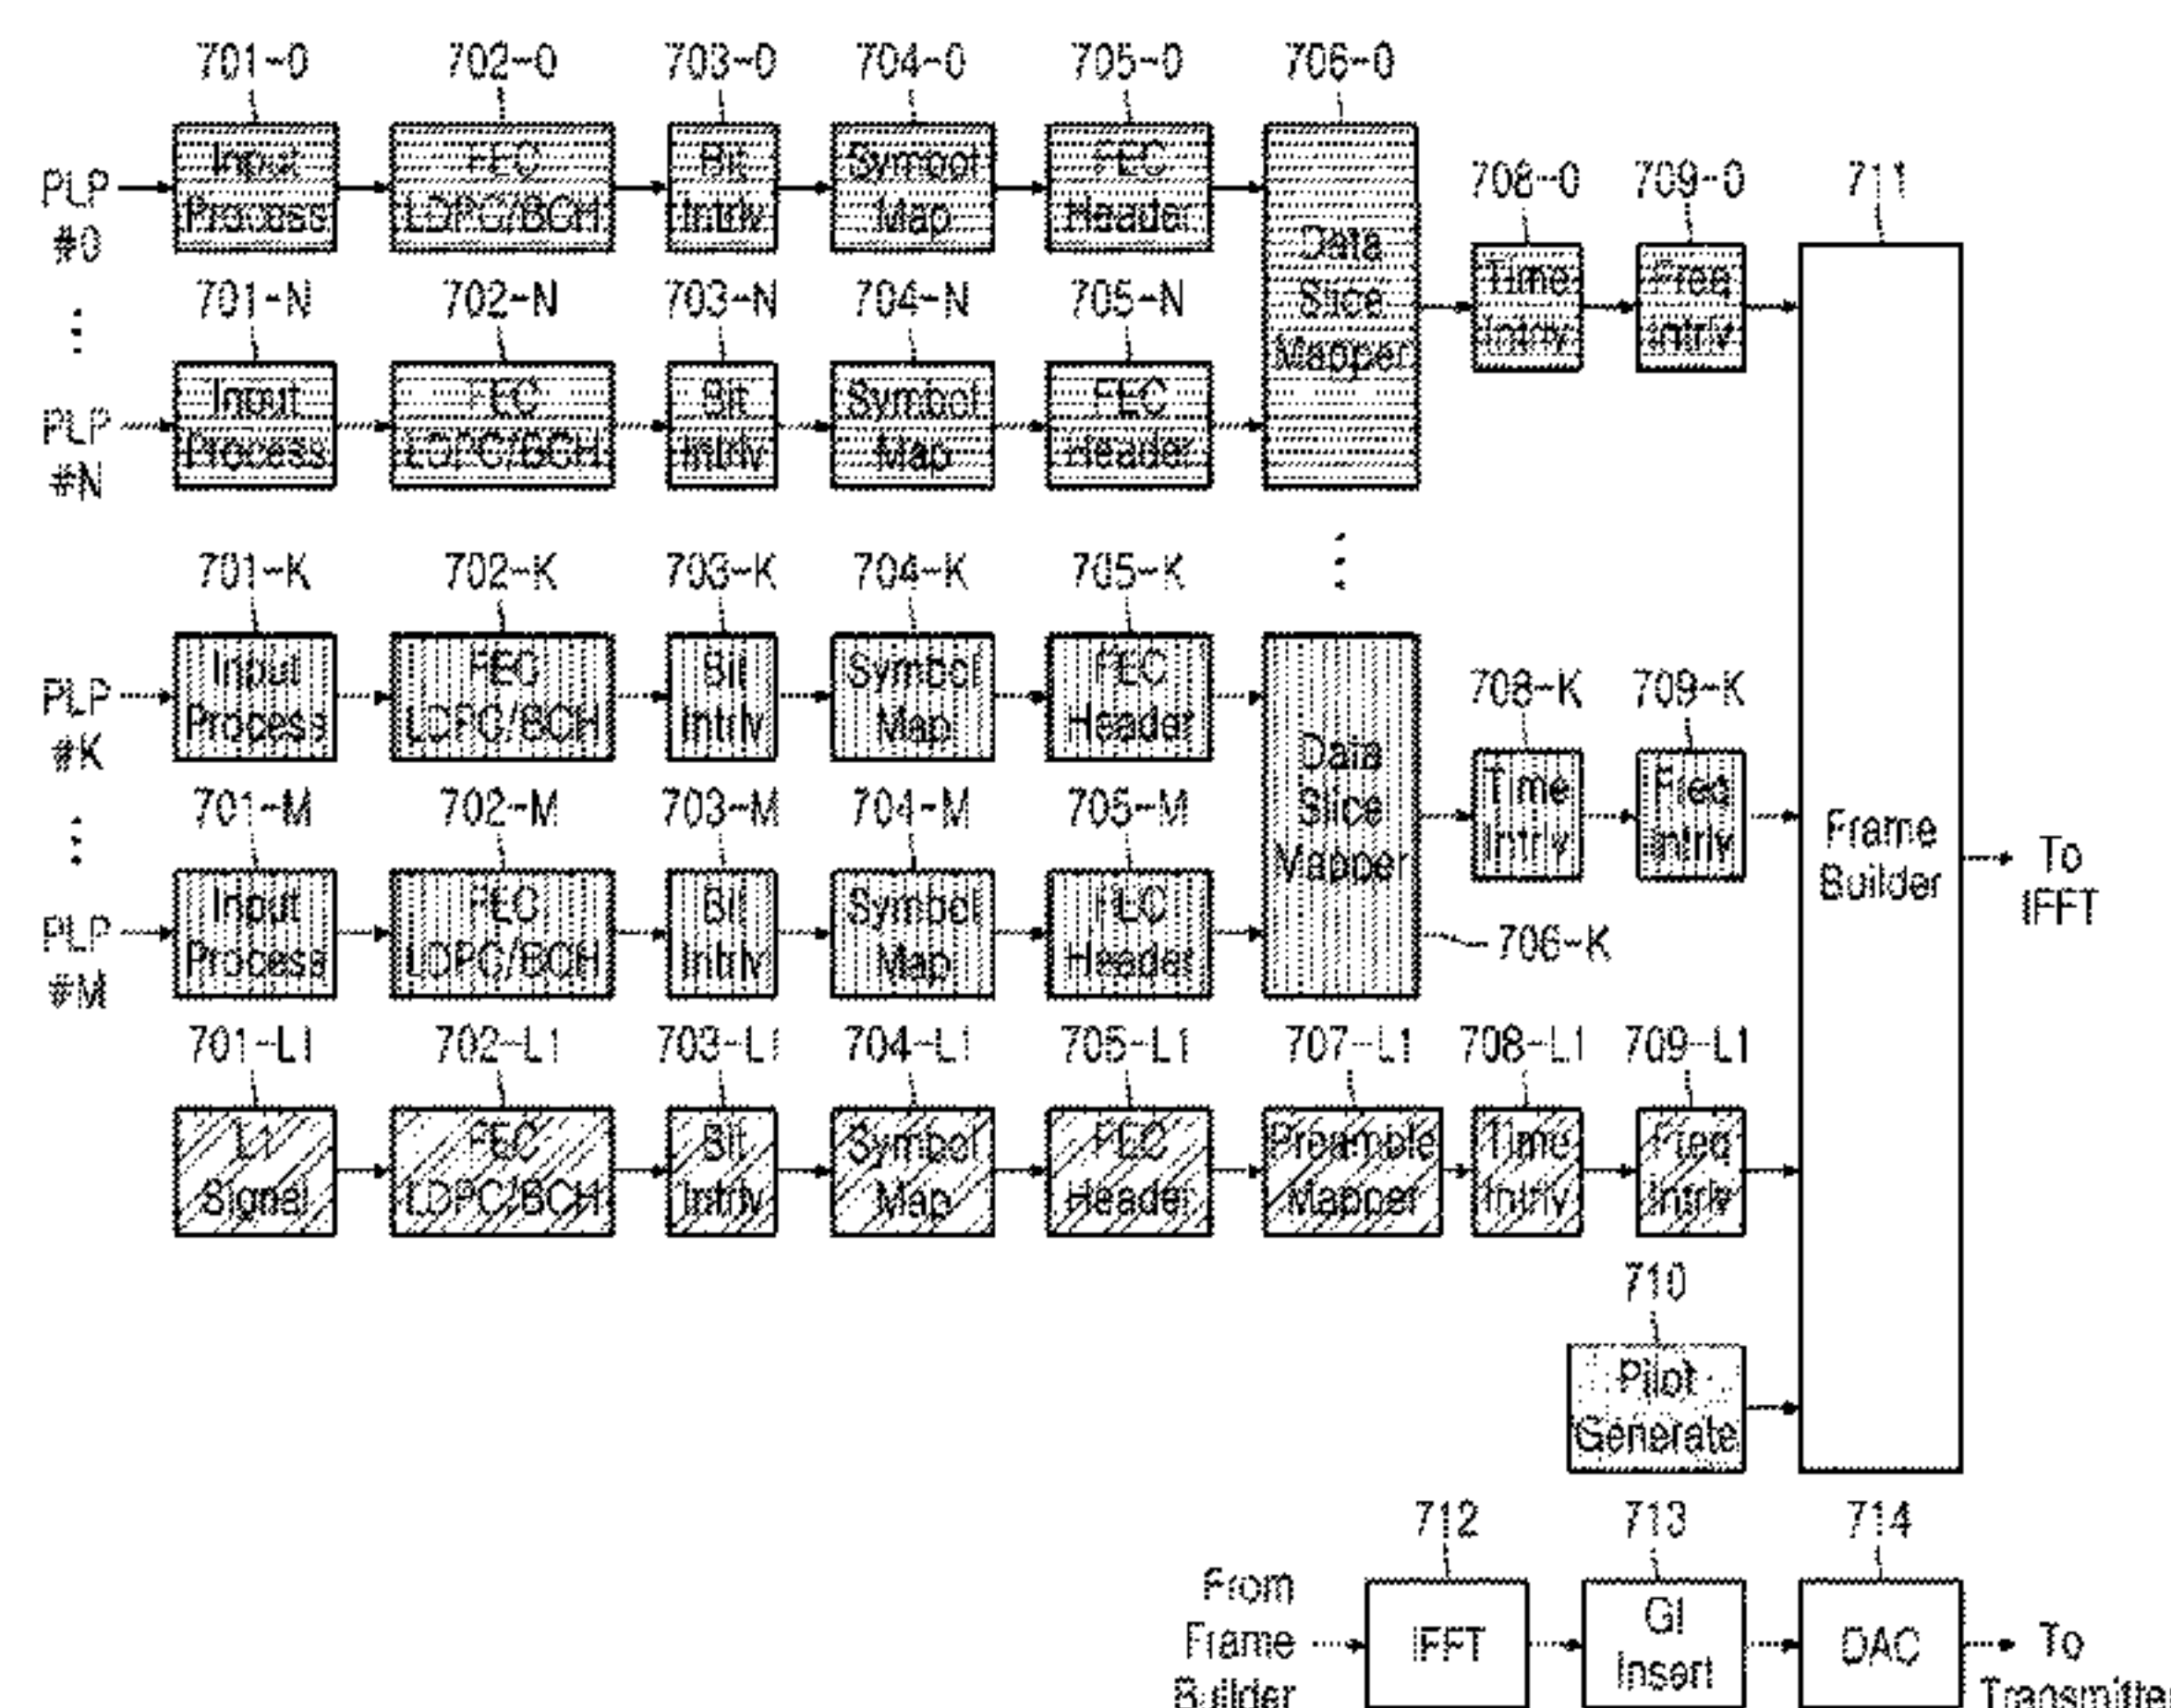 701-0 702-0 703-0 704-0 705-0 706-0
PLP
#0
Input
Process
FEC
LDPC/BCH
Bit
Intrlv
Symbol
Map
FEC
Header
Data
Slice
Mapper
708-0 709-0 711
Time
Intrlv
Freq
Intrlv
701-N 702-N 703-N 704-N 705-N
PLP
#N
Input
Process
FEC
LDPC/BCH
Bit
Intrlv
Symbol
Map
FEC
Header
701-K 702-K 703-K 704-K 705-K
PLP
#K
Input
Process
FEC
LDPC/BCH
Bit
Intrlv
Symbol
Map
FEC
Header
Data
Slice
Mapper
706-K
708-K 709-K
Time
Intrlv
Freq
Intrlv
Frame
Builder
To
IFFT
701-M 702-M 703-M 704-M 705-M
PLP
#M
Input
Process
FEC
LDPC/BCH
Bit
Intrlv
Symbol
Map
FEC
Header
701-L1 702-L1 703-L1 704-L1 705-L1 707-L1 708-L1 709-L1
L1
Signal
FEC
LDPC/BCH
Bit
Intrlv
Symbol
Map
FEC
Header
Preamble
Mapper
Time
Intrlv
Freq
Intrlv
710
Pilot
Generate
712 713 714
From
Frame
Builder
IFFT
GI
Insert
DAC
To
Transmitter